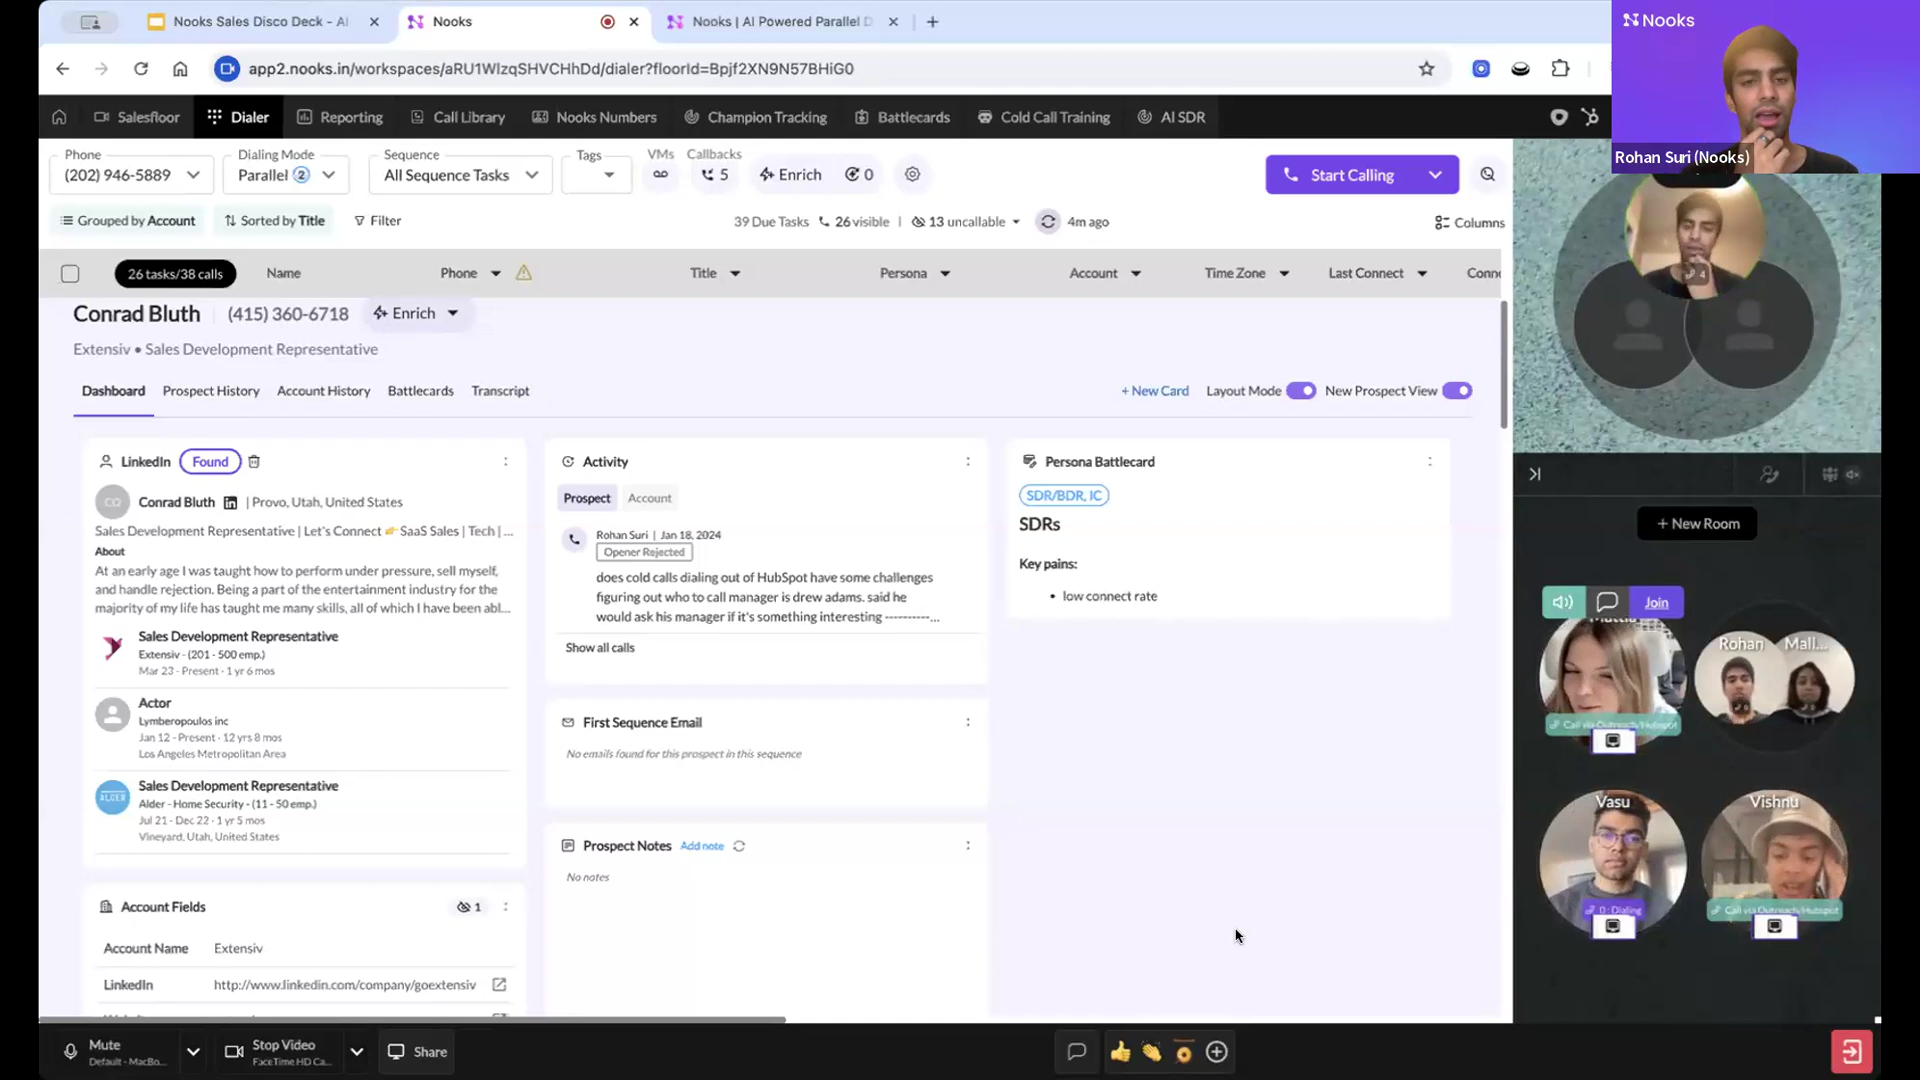 Nooks Sales Disco Deck - AI
Nooks
Nooks | AI Powered Parallel D
app2.nooks.in/workspaces/aRU1WlzqSHVCHhDd/dialer?floorId=Bpjf2XN9N57BHiG0
Nooks
Rohan Suri (Nooks)
Salesfloor
Dialer
Reporting
Call Library
Nooks Numbers
Champion Tracking
Battlecards
Cold Call Training
AI SDR
Phone
(202) 946-5889
Dialing Mode
Parallel 2
Sequence
All Sequence Tasks
Tags
VMs
Callbacks
5
Enrich
0
Start Calling
Grouped by Account
Sorted by Title
Filter
39 Due Tasks
26 visible
13 uncallable
4m ago
Columns
26 tasks/38 calls
Name
Phone
Title
Persona
Account
Time Zone
Last Connect
Conne
Conrad Bluth
(415) 360-6718
Enrich
Extensiv • Sales Development Representative
Dashboard
Prospect History
Account History
Battlecards
Transcript
+ New Card
Layout Mode
New Prospect View
LinkedIn
Found
CO
Conrad Bluth
| Provo, Utah, United States
Sales Development Representative | Let's Connect 👉 SaaS Sales | Tech | ...
About
At an early age I was taught how to perform under pressure, sell myself,
and handle rejection. Being a part of the entertainment industry for the
majority of my life has taught me many skills, all of which I have been abl...
Sales Development Representative
Extensiv - (201 - 500 emp.)
Mar 23 - Present - 1 yr 6 mos
Actor
Lymberopoulos inc
Jan 12 - Present - 12 yrs 8 mos
Los Angeles Metropolitan Area
ALDER
Sales Development Representative
Alder - Home Security - (11 - 50 emp.)
Jul 21 - Dec 22 - 1 yr 5 mos
Vineyard, Utah, United States
Account Fields
1
Account Name
Extensiv
LinkedIn
http://www.linkedin.com/company/goextensiv
Activity
Prospect
Account
Rohan Suri | Jan 18, 2024
Opener Rejected
does cold calls dialing out of HubSpot have some challenges
figuring out who to call manager is drew adams. said he
would ask his manager if it's something interesting ----------...
Show all calls
First Sequence Email
No emails found for this prospect in this sequence
Prospect Notes
Add note
No notes
Persona Battlecard
SDR/BDR, IC
SDRs
Key pains:
• low connect rate
4
+ New Room
Join
Rohan
Mall...
Call via Outreach/Hubspot
Vasu
Vishnu
0 : Dialing
Call via Outreach/Hubspot
Mute
Default - MacBo...
Stop Video
FaceTime HD Ca...
Share